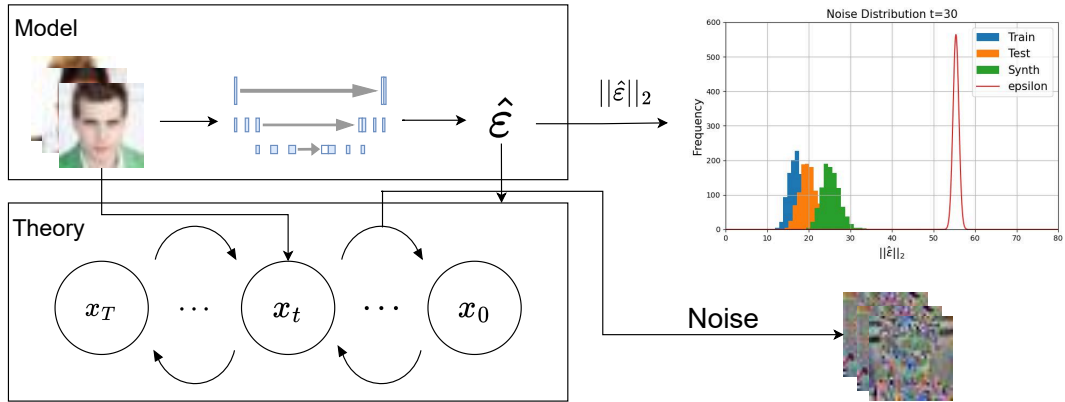 Model
ε̂
||ε̂||₂
Noise Distribution t=30
Train
Test
Synth
epsilon
Frequency
600
500
400
300
200
100
0
0 10 20 30 40 50 60 70 80
||ε̂||₂
Theory
x_T ... x_t ... x_0
Noise